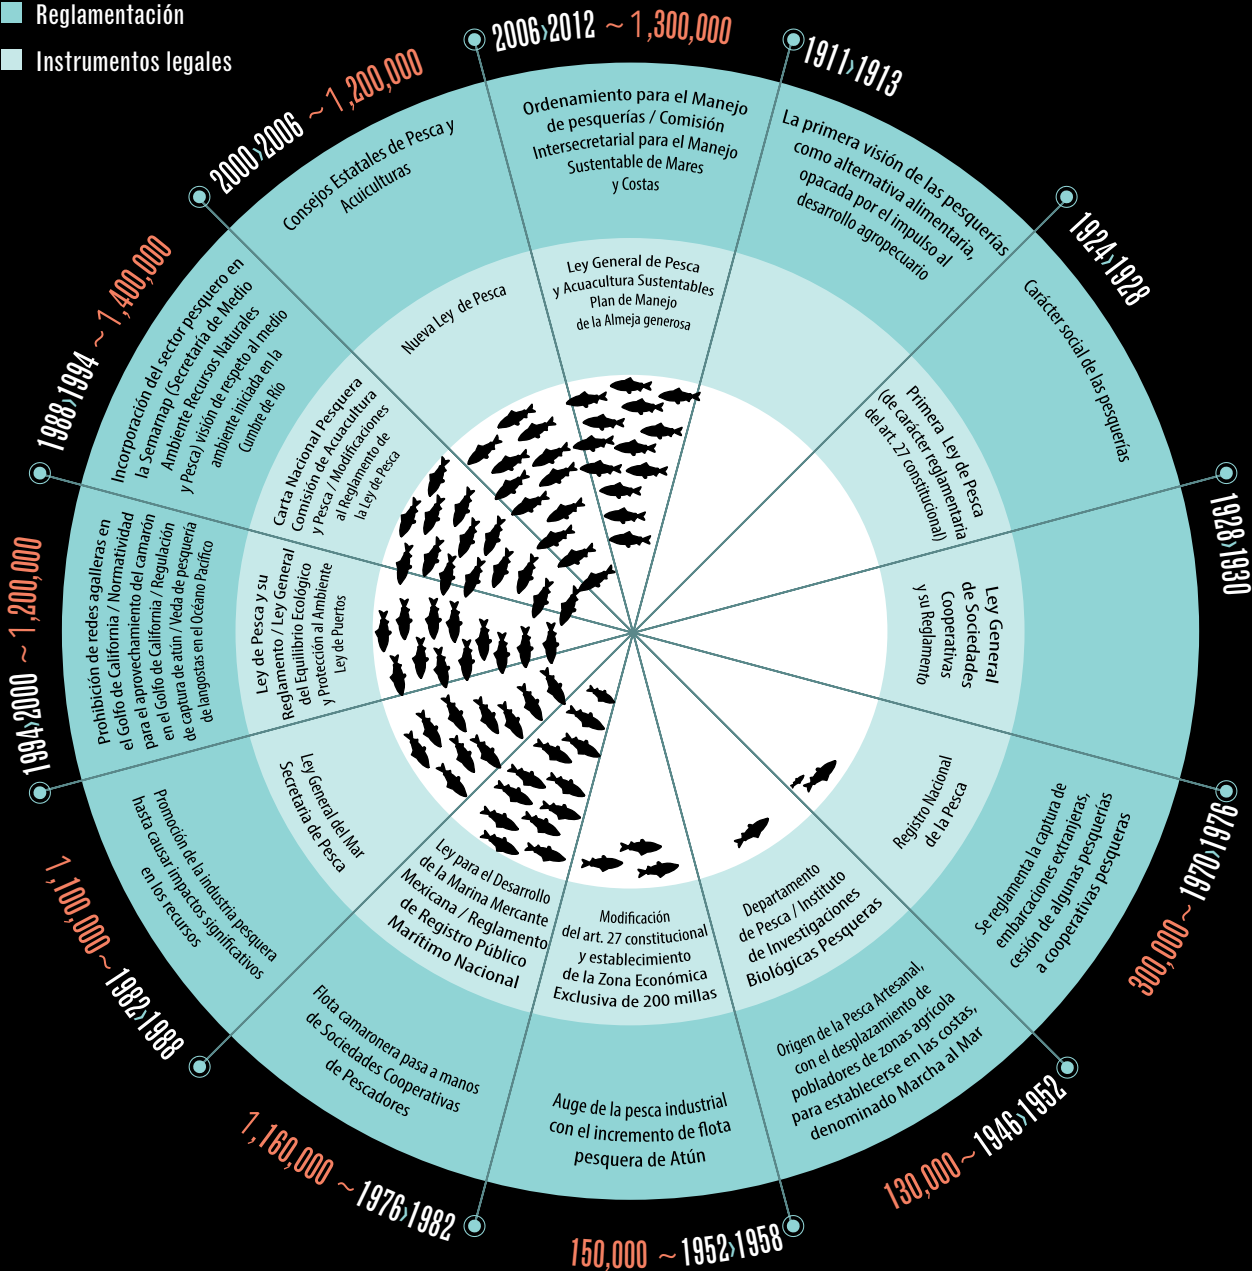 Reglamentación
Instrumentos legales
2006›2012 ~ 1,300,000
Ordenamiento para el Manejo
de pesquerías / Comisión
Intersecretarial para el Manejo
Sustentable de Mares
y Costas
Ley General de Pesca
y Acuacultura Sustentables
Plan de Manejo
de la Almeja generosa
1911›1913
La primera visión de las pesquerías
como alternativa alimentaria,
opacada por el impulso al
desarrollo agropecuario
1924›1928
Carácter social de las pesquerías
Primera Ley de Pesca
(de carácter reglamentaria
del art. 27 constitucional)
1928›1930
Ley General
de Sociedades
Cooperativas
y su Reglamento
300,000~ 1970›1976
Se reglamenta la captura de
embarcaciones extranjeras,
cesión de algunas pesquerías
a cooperativas pesqueras
Registro Nacional
de la Pesca
130,000~ 1946›1952
Origen de la Pesca Artesanal,
con el desplazamiento de
pobladores de zonas agrícola
para establecerse en las costas,
denominado Marcha al Mar
Departamento
de Pesca / Instituto
de Investigaciones
Biológicas Pesqueras
150,000 ~ 1952›1958
Auge de la pesca industrial
con el incremento de flota
pesquera de Atún
Modificación
del art. 27 constitucional
y establecimiento
de la Zona Económica
Exclusiva de 200 millas
1,160,000 ~ 1976›1982
Flota camaronera pasa a manos
de Sociedades Cooperativas
de Pescadores
Ley para el Desarrollo
de la Marina Mercante
Mexicana / Reglamento
de Registro Público
Marítimo Nacional
1,100,000~ 1982›1988
Promoción de la industria pesquera
hasta causar impactos significativos
en los recursos
Ley General del Mar
Secretaria de Pesca
1994›2000 ~ 1,200,000
Prohibición de redes agalleras en
el Golfo de California / Normatividad
para el aprovechamiento del camarón
en el Golfo de California / Regulación
de captura de atún / Veda de pesquería
de langostas en el Océano Pacífico
Ley de Pesca y su
Reglamento / Ley General
del Equilibrio Ecológico
y Protección al Ambiente
Ley de Puertos
1988›1994 ~ 1,400,000
Incorporación del sector pesquero en
la Semarnap (Secretaría de Medio
Ambiente Recursos Naturales
y Pesca) visión de respeto al medio
ambiente iniciada en la
Cumbre de Río
Carta Nacional Pesquera
Comisión de Acuacultura
y Pesca / Modificaciones
al Reglamento de
la Ley de Pesca
2000›2006 ~ 1,200,000
Consejos Estatales de Pesca y
Acuiculturas
Nueva Ley de Pesca